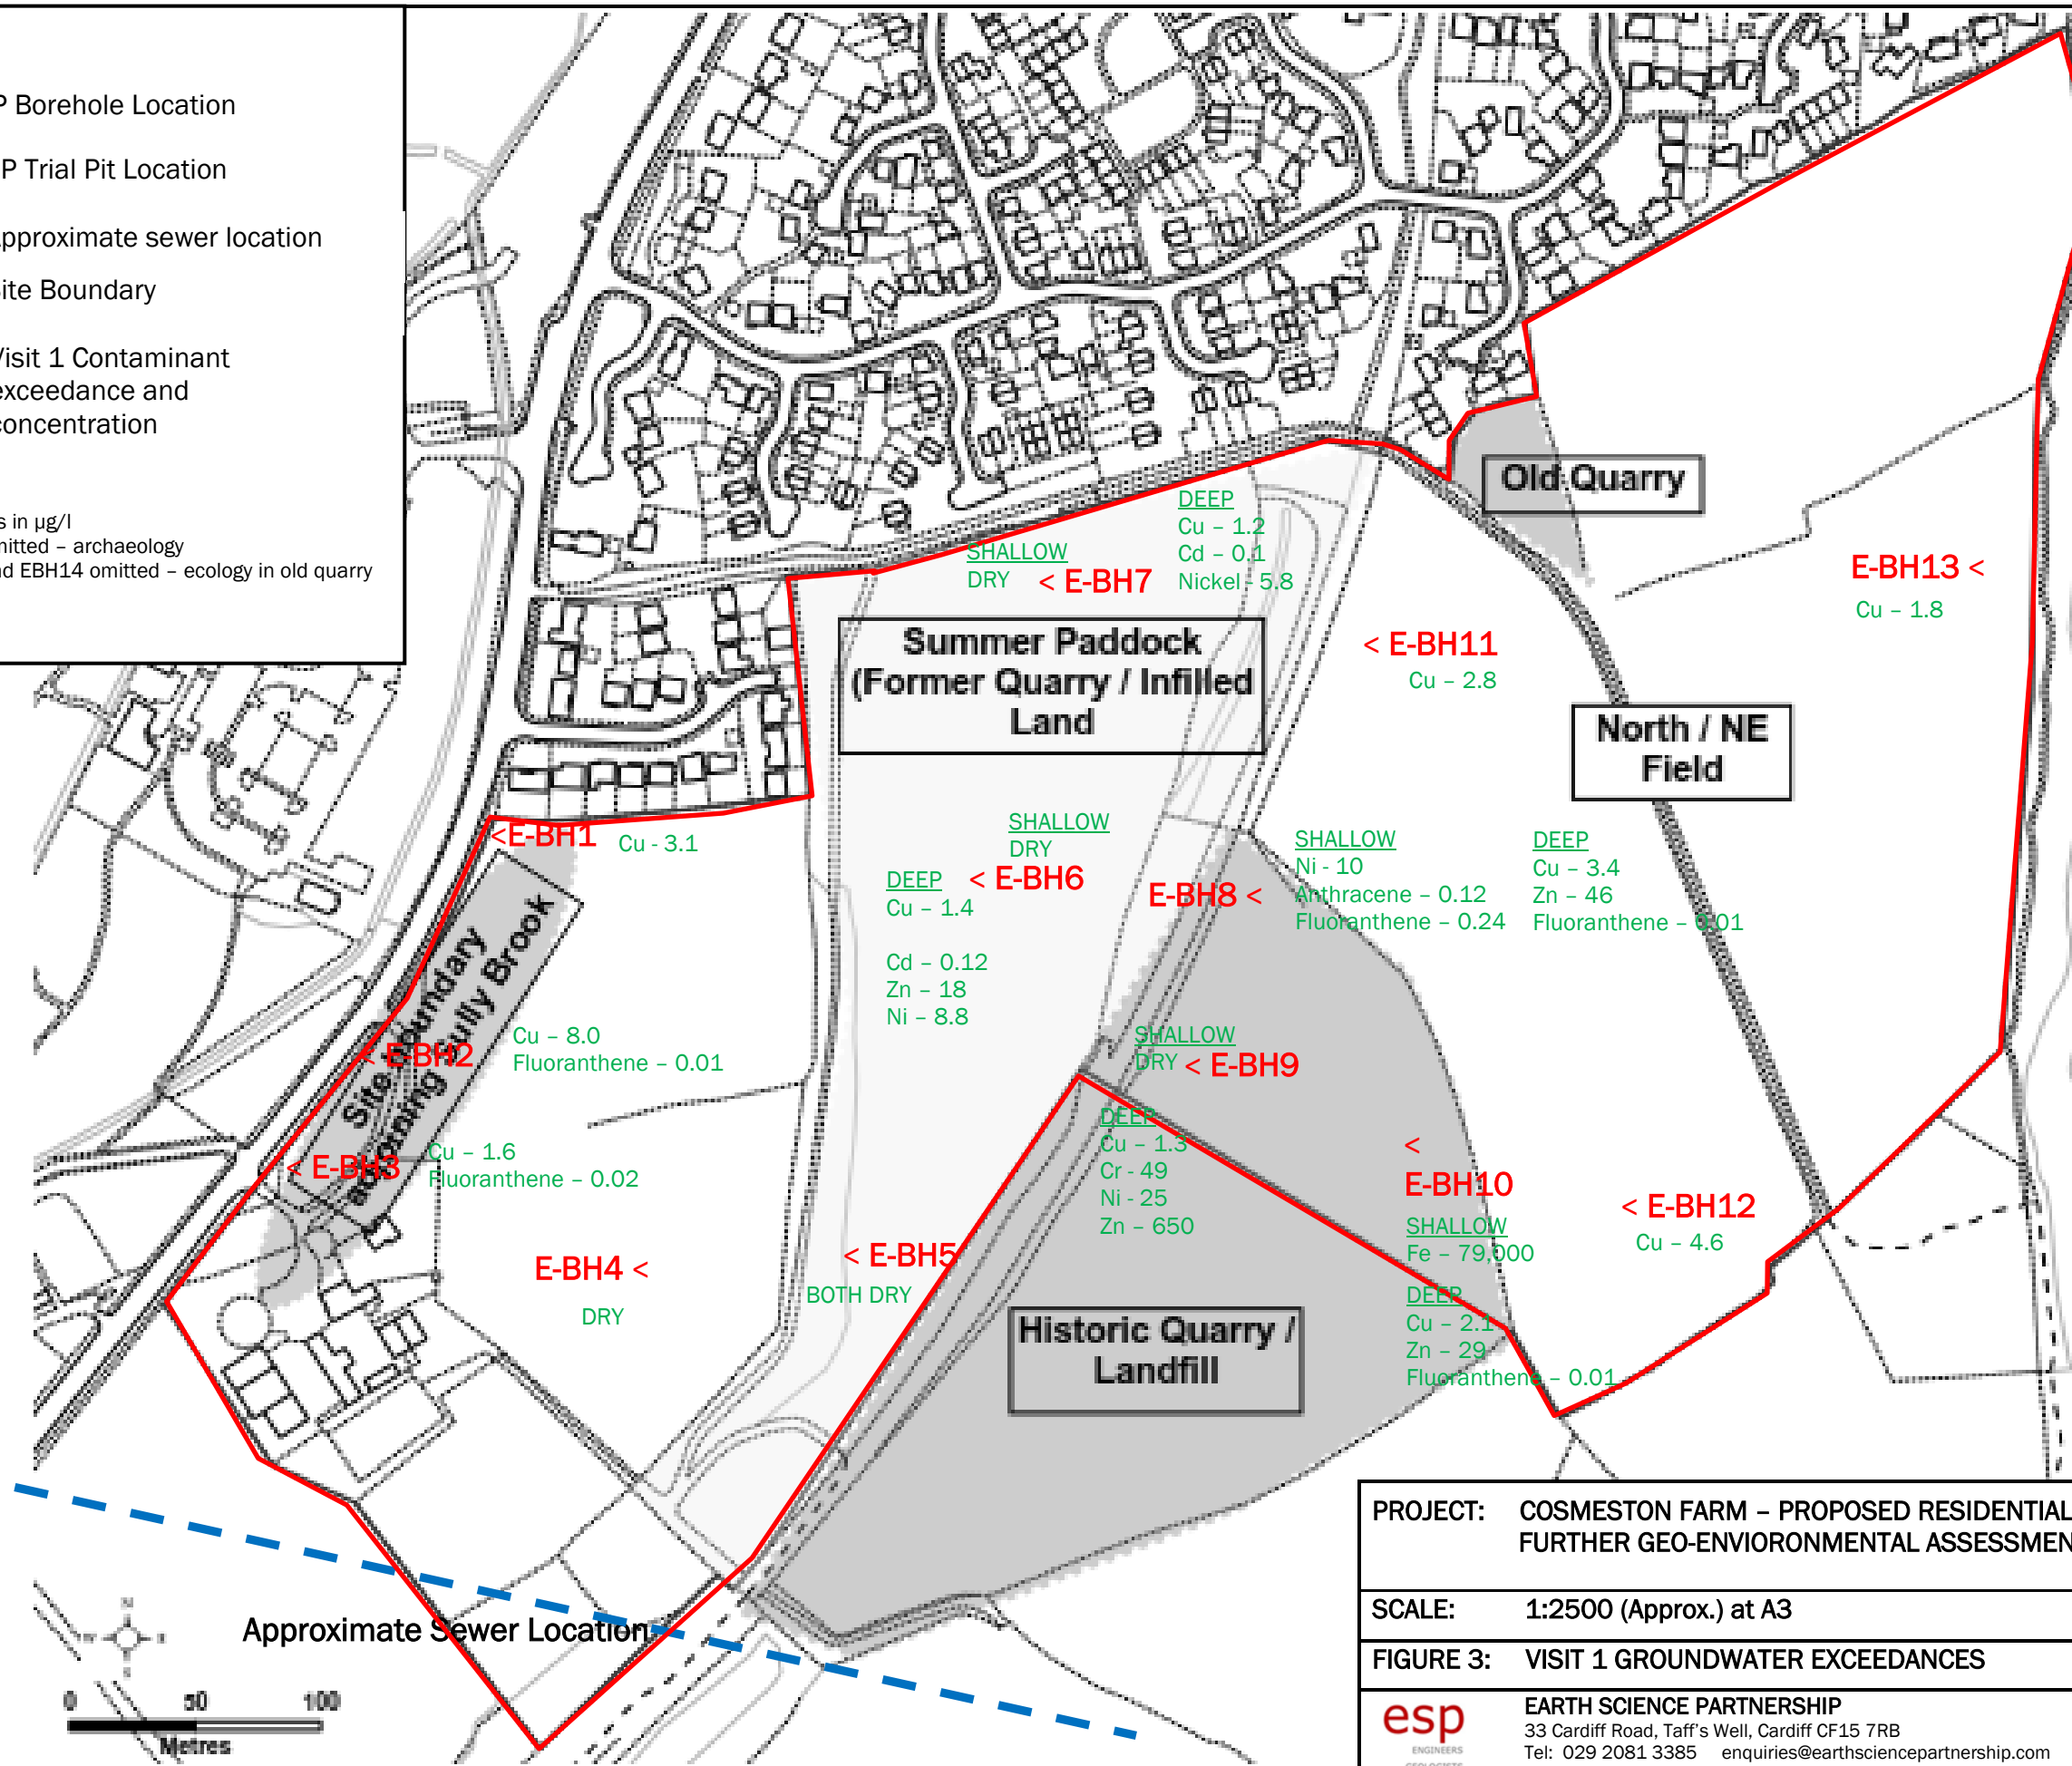 P Borehole Location
P Trial Pit Location
pproximate sewer location
ite Boundary
Visit 1 Contaminant
exceedance and
concentration
s in µg/l
mitted – archaeology
nd EBH14 omitted – ecology in old quarry
Old Quarry
DEEP
Cu – 1.2
Cd – 0.1
Nickel - 5.8
SHALLOW
DRY
< E-BH7
E-BH13 <
Cu – 1.8
Summer Paddock
(Former Quarry / Infilled
Land
< E-BH11
Cu – 2.8
North / NE
Field
<E-BH1
Cu - 3.1
SHALLOW
DRY
< E-BH6
DEEP
Cu – 1.4
Cd – 0.12
Zn – 18
Ni – 8.8
E-BH8 <
SHALLOW
Ni - 10
Anthracene – 0.12
Fluoranthene – 0.24
DEEP
Cu – 3.4
Zn – 46
Fluoranthene – 0.01
Site Boundary
adjoining Sully Brook
< E-BH2
Cu – 8.0
Fluoranthene – 0.01
SHALLOW
DRY
< E-BH9
DEEP
Cu – 1.3
Cr - 49
Ni - 25
Zn – 650
< E-BH3
Cu – 1.6
Fluoranthene – 0.02
<
E-BH10
SHALLOW
Fe – 79,000
DEEP
Cu – 2.1
Zn – 29
Fluoranthene – 0.01
< E-BH12
Cu – 4.6
E-BH4 <
DRY
< E-BH5
BOTH DRY
Historic Quarry /
Landfill
Approximate Sewer Location
0 50 100
Metres
PROJECT: COSMESTON FARM – PROPOSED RESIDENTIAL
FURTHER GEO-ENVIORONMENTAL ASSESSMEN
SCALE: 1:2500 (Approx.) at A3
FIGURE 3: VISIT 1 GROUNDWATER EXCEEDANCES
esp
ENGINEERS
GEOLOGISTS
EARTH SCIENCE PARTNERSHIP
33 Cardiff Road, Taff's Well, Cardiff CF15 7RB
Tel: 029 2081 3385 enquiries@earthsciencepartnership.com